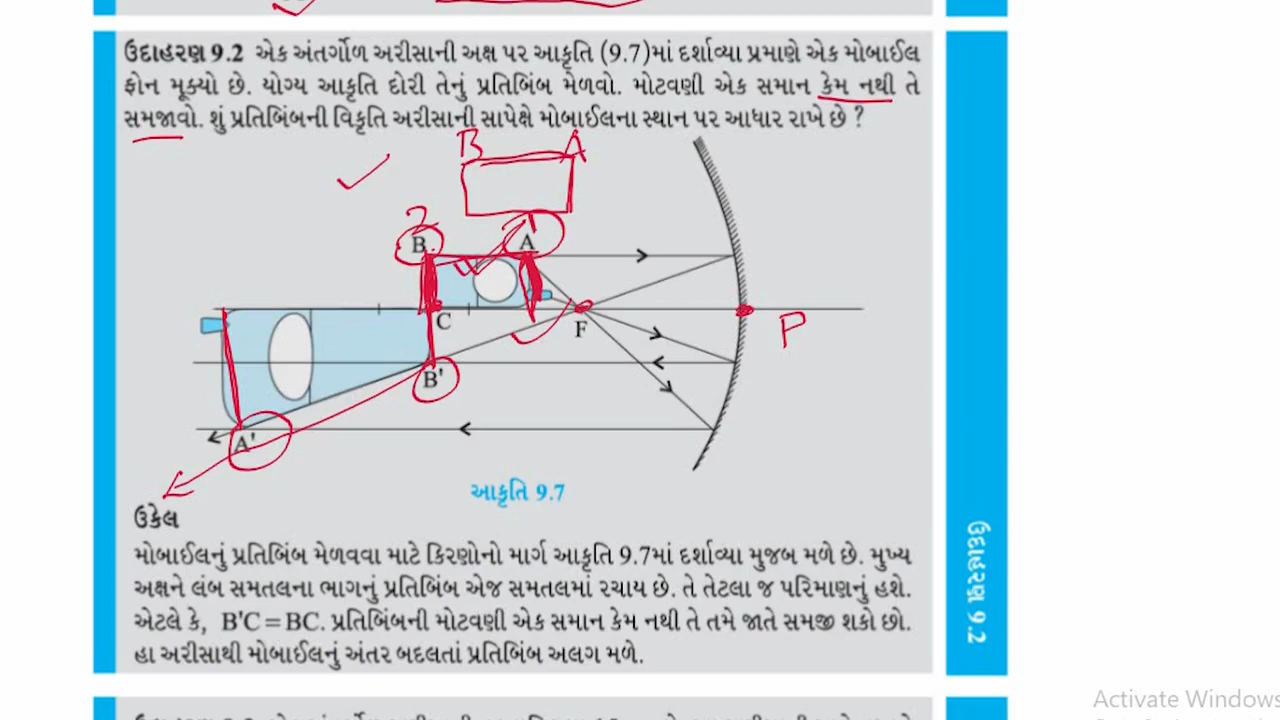 ઉદાહરણ 9.2 એક અંતર્ગોળ અરીસાની અક્ષ પર આકૃતિ (9.7)માં દર્શાવ્યા પ્રમાણે એક મોબાઈલ
ફોન મૂક્યો છે. યોગ્ય આકૃતિ દોરી તેનું પ્રતિબિંબ મેળવો. મોટવણી એક સમાન કેમ નથી તે
સમજાવો. શું પ્રતિબિંબની વિકૃતિ અરીસાની સાપેક્ષે મોબાઈલના સ્થાન પર આધાર રાખે છે ?
B A
2
B A
C F P
B'
A'
આકૃતિ 9.7
ઉકેલ
મોબાઈલનું પ્રતિબિંબ મેળવવા માટે કિરણોનો માર્ગ આકૃતિ 9.7માં દર્શાવ્યા મુજબ મળે છે. મુખ્ય
અક્ષને લંબ સમતલના ભાગનું પ્રતિબિંબ એજ સમતલમાં રચાય છે. તે તેટલા જ પરિમાણનું હશે.
એટલે કે, B'C = BC. પ્રતિબિંબની મોટવણી એક સમાન કેમ નથી તે તમે જાતે સમજી શકો છો.
હા અરીસાથી મોબાઈલનું અંતર બદલતાં પ્રતિબિંબ અલગ મળે.
ઉદાહરણ 9.2
Activate Windows